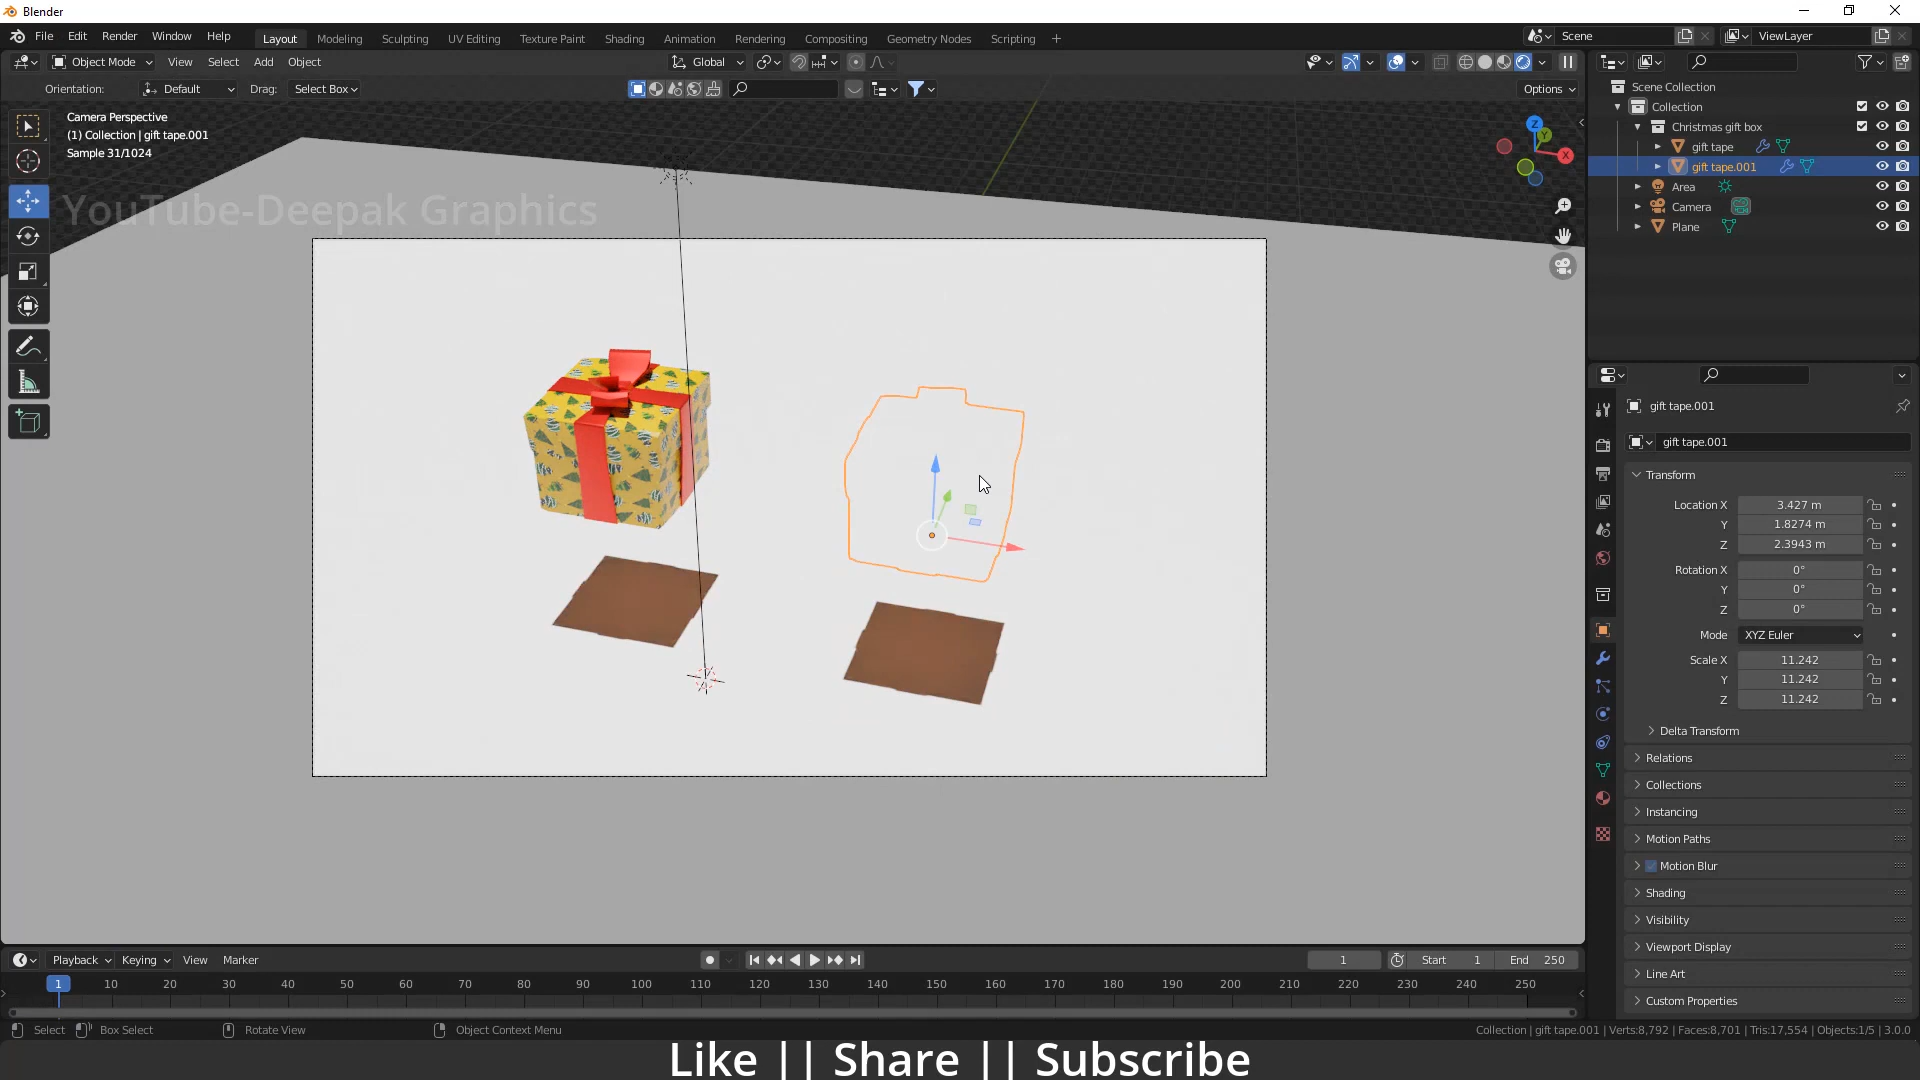 Blender
File Edit Render Window Help Layout Modeling Sculpting UV Editing Texture Paint Shading Animation Rendering Compositing Geometry Nodes Scripting + Scene ViewLayer
Object Mode View Select Add Object Global
Orientation: Default Drag: Select Box Options
Camera Perspective
(1) Collection | gift tape.001
Sample 31/1024
YouTube-Deepak Graphics
Z
Y
X
Scene Collection
Collection
Christmas gift box
gift tape
gift tape.001
Area
Camera
Plane
gift tape.001
gift tape.001
Transform
Location X 3.427 m
Y 1.8274 m
Z 2.3943 m
Rotation X 0°
Y 0°
Z 0°
Mode XYZ Euler
Scale X 11.242
Y 11.242
Z 11.242
Delta Transform
Relations
Collections
Instancing
Motion Paths
Motion Blur
Shading
Visibility
Viewport Display
Line Art
Custom Properties
Playback Keying View Marker 1 Start 1 End 250
1 10 20 30 40 50 60 70 80 90 100 110 120 130 140 150 160 170 180 190 200 210 220 230 240 250
Select Box Select Rotate View Object Context Menu Collection | gift tape.001 | Verts:8,792 | Faces:8,701 | Tris:17,554 | Objects:1/5 | 3.0.0
Like || Share || Subscribe